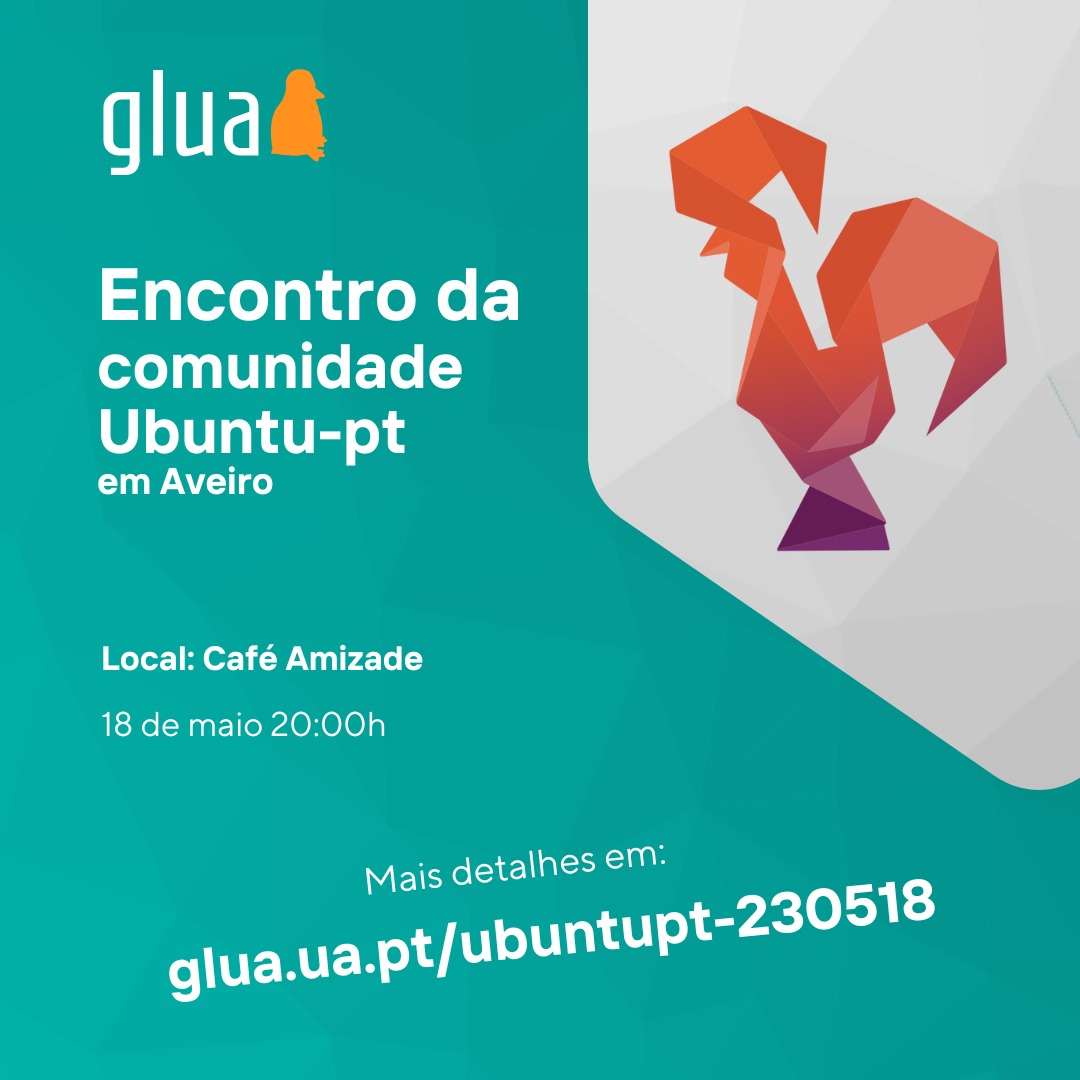 glua
Encontro da
comunidade
Ubuntu-pt
em Aveiro
Local: Café Amizade
18 de maio 20:00h
Mais detalhes em:
glua.ua.pt/ubuntupt-230518